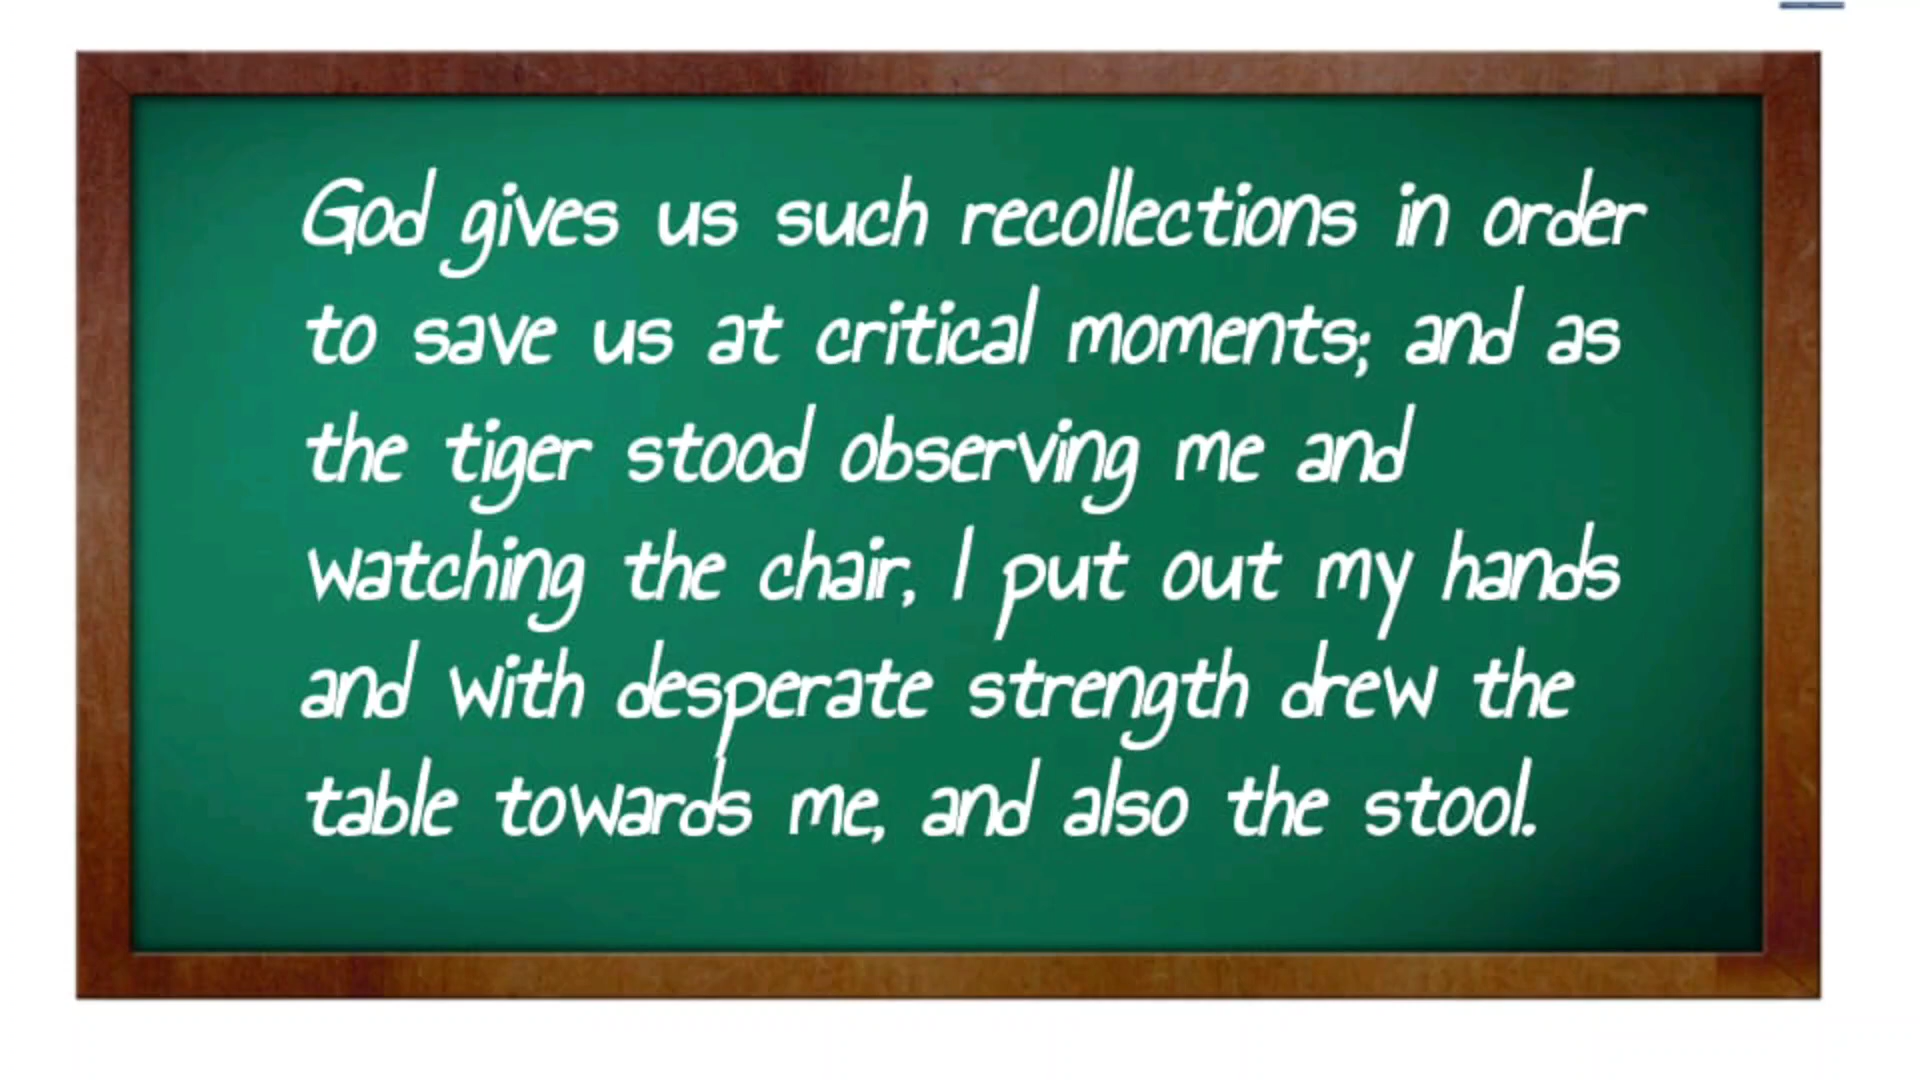 God gives us such recollections in order
to save us at critical moments; and as
the tiger stood observing me and
watching the chair, I put out my hands
and with desperate strength drew the
table towards me, and also the stool.